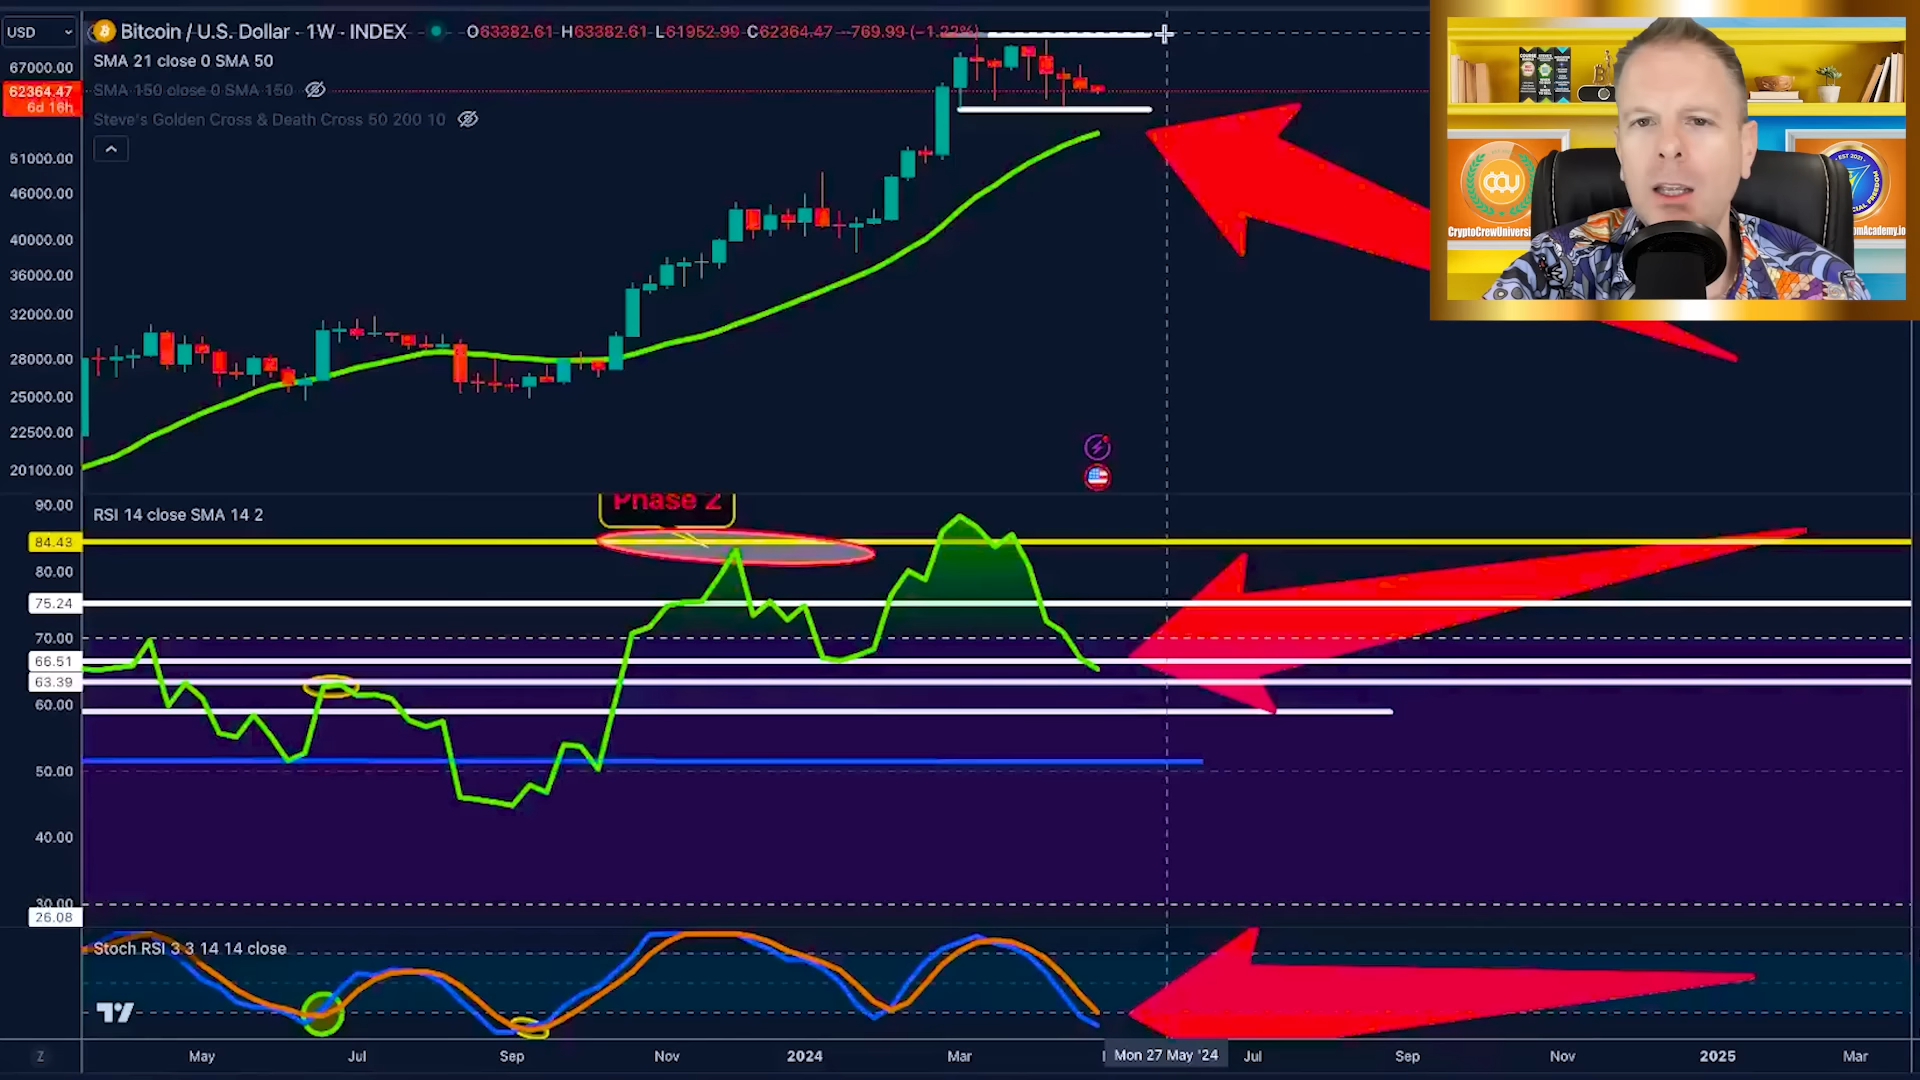 USD
Bitcoin / U.S. Dollar · 1W · INDEX
O63382.61 H63382.61 L61952.99 C62364.47 −769.99 (−1.22%)
SMA 21 close 0 SMA 50
SMA 150 close 0 SMA 150
Steve's Golden Cross & Death Cross 50 200 10
67000.00
62364.47
6d 16h
51000.00
46000.00
40000.00
36000.00
32000.00
28000.00
25000.00
22500.00
20100.00
CryptoCrewUniversi
EST 2021
omAcademy.io
Phase 2
RSI 14 close SMA 14 2
90.00
84.43
80.00
75.24
70.00
66.51
63.39
60.00
50.00
40.00
30.00
26.08
Stoch RSI 3 3 14 14 close
Z
May
Jul
Sep
Nov
2024
Mar
Mon 27 May '24
Jul
Sep
Nov
2025
Mar